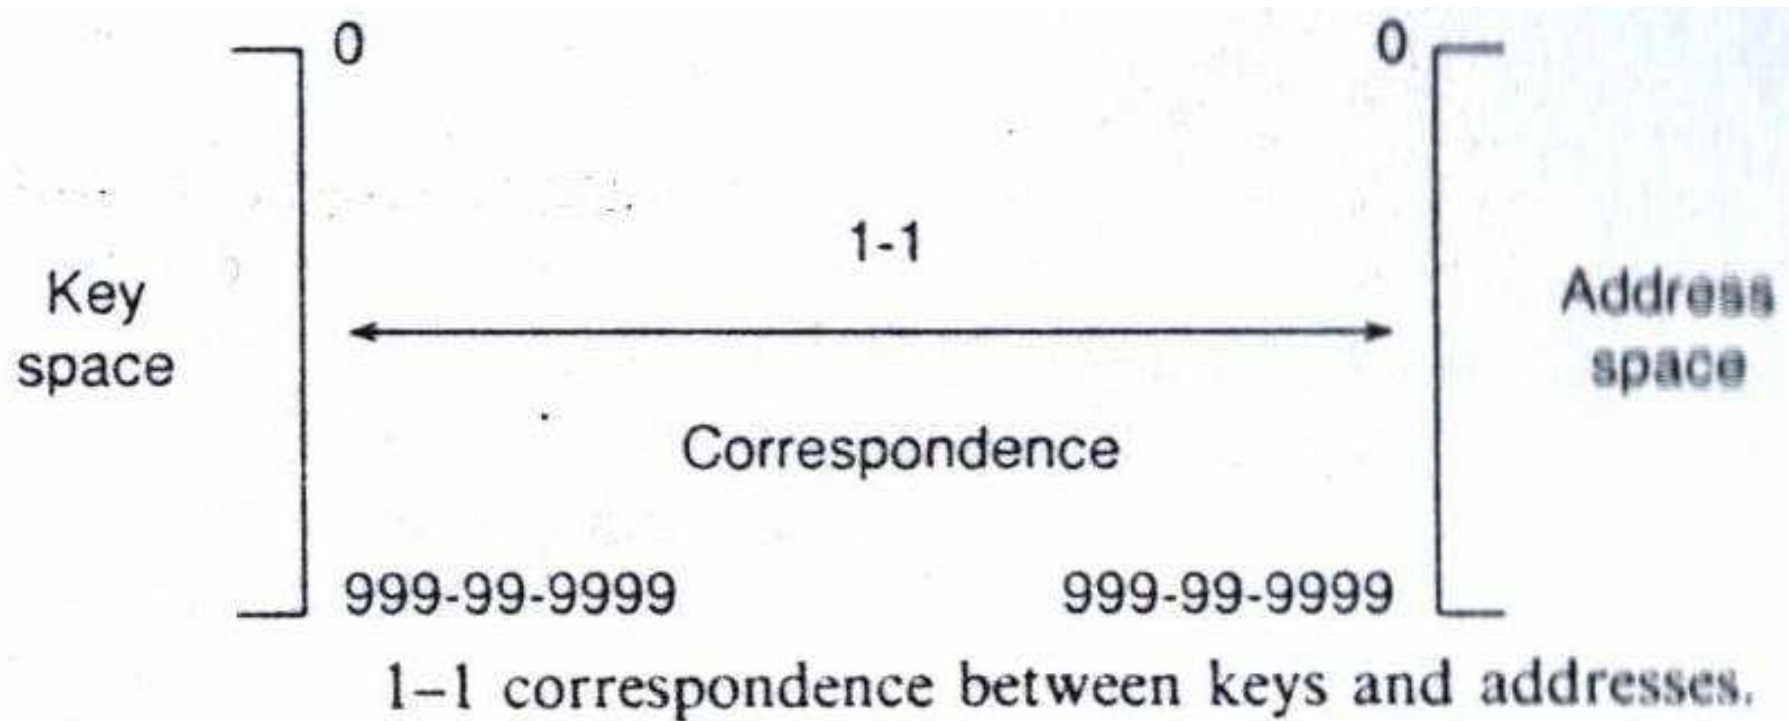 0
0
1-1
Key
space
Address
space
Correspondence
999-99-9999
999-99-9999
1–1 correspondence between keys and addresses.